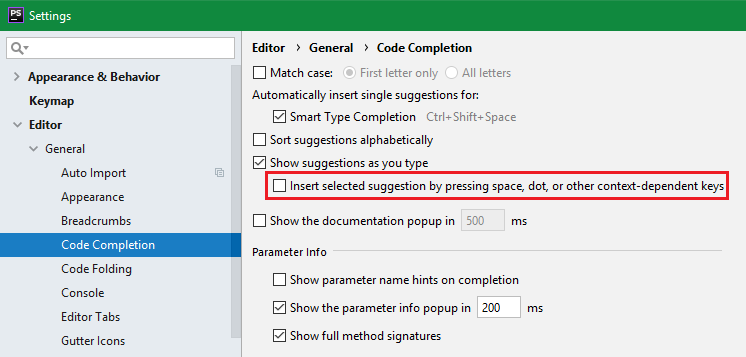 PS Settings
Editor › General › Code Completion
Appearance & Behavior
Keymap
Editor
General
Auto Import
Appearance
Breadcrumbs
Code Completion
Code Folding
Console
Editor Tabs
Gutter Icons
Match case: First letter only All letters
Automatically insert single suggestions for:
Smart Type Completion Ctrl+Shift+Space
Sort suggestions alphabetically
Show suggestions as you type
Insert selected suggestion by pressing space, dot, or other context-dependent keys
Show the documentation popup in 500 ms
Parameter Info
Show parameter name hints on completion
Show the parameter info popup in 200 ms
Show full method signatures